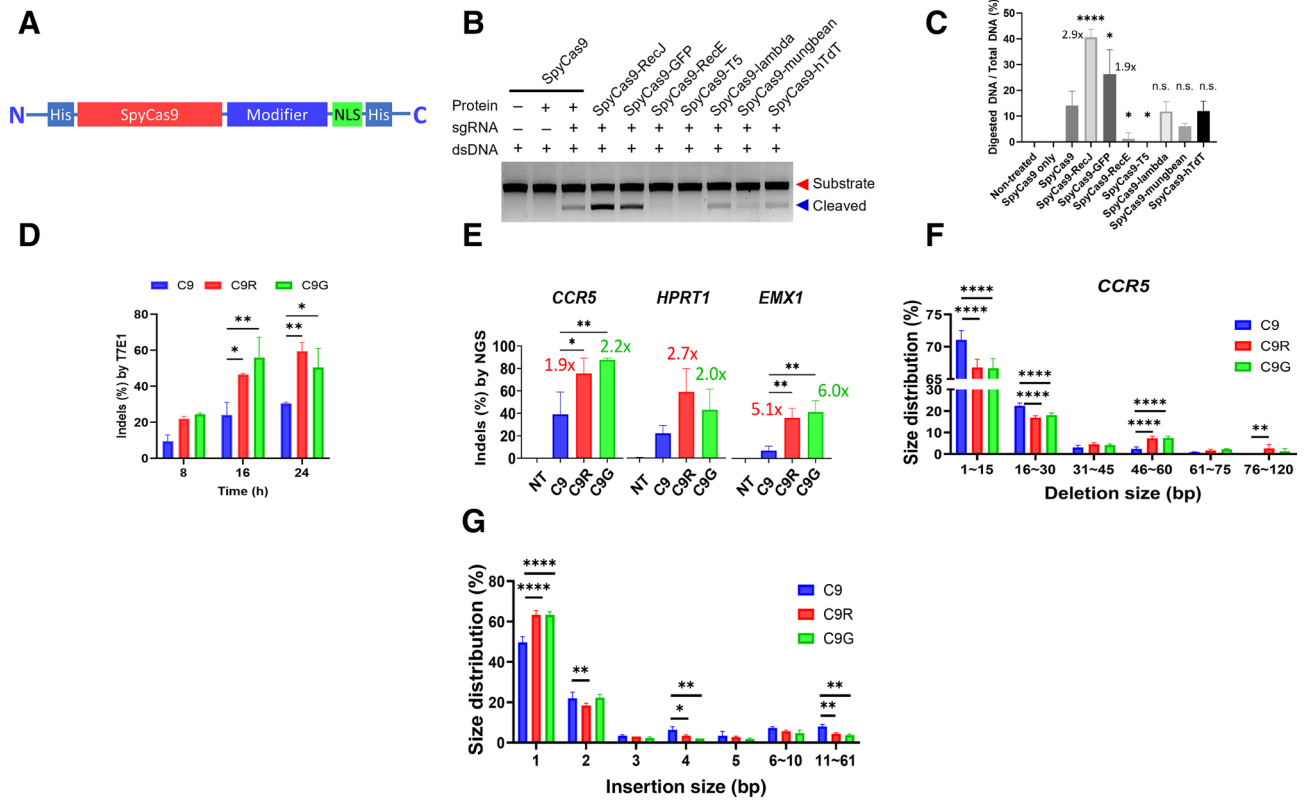 A
N
His
SpyCas9
Modifier
NLS
His
C
B
SpyCas9
SpyCas9-RecJ
SpyCas9-GFP
SpyCas9-RecE
SpyCas9-T5
SpyCas9-lambda
SpyCas9-mungbean
SpyCas9-hTdT
Protein – + +
sgRNA – – + + + + + + + +
dsDNA + + + + + + + + + +
Substrate
Cleaved
C
Digested DNA / Total DNA (%)
50
40
30
20
10
0
2.9x
****
*
1.9x
*
*
n.s.
n.s.
n.s.
Non-treated
SpyCas9 only
SpyCas9
SpyCas9-RecJ
SpyCas9-GFP
SpyCas9-RecE
SpyCas9-T5
SpyCas9-lambda
SpyCas9-mungbean
SpyCas9-hTdT
D
C9 C9R C9G
Indels (%) by T7E1
80
60
40
20
0
**
*
*
**
8 16 24
Time (h)
E
CCR5 HPRT1 EMX1
Indels (%) by NGS
100
80
60
40
20
0
**
*
1.9x
2.2x
2.7x
2.0x
**
**
5.1x
6.0x
NT C9 C9R C9G
NT C9 C9R C9G
NT C9 C9R C9G
F
CCR5
Size distribution (%)
75
70
65
30
20
10
0
****
****
****
****
****
****
**
C9
C9R
C9G
1~15 16~30 31~45 46~60 61~75 76~120
Deletion size (bp)
G
Size distribution (%)
80
60
40
20
0
****
****
**
**
*
**
**
C9
C9R
C9G
1 2 3 4 5 6~10 11~61
Insertion size (bp)